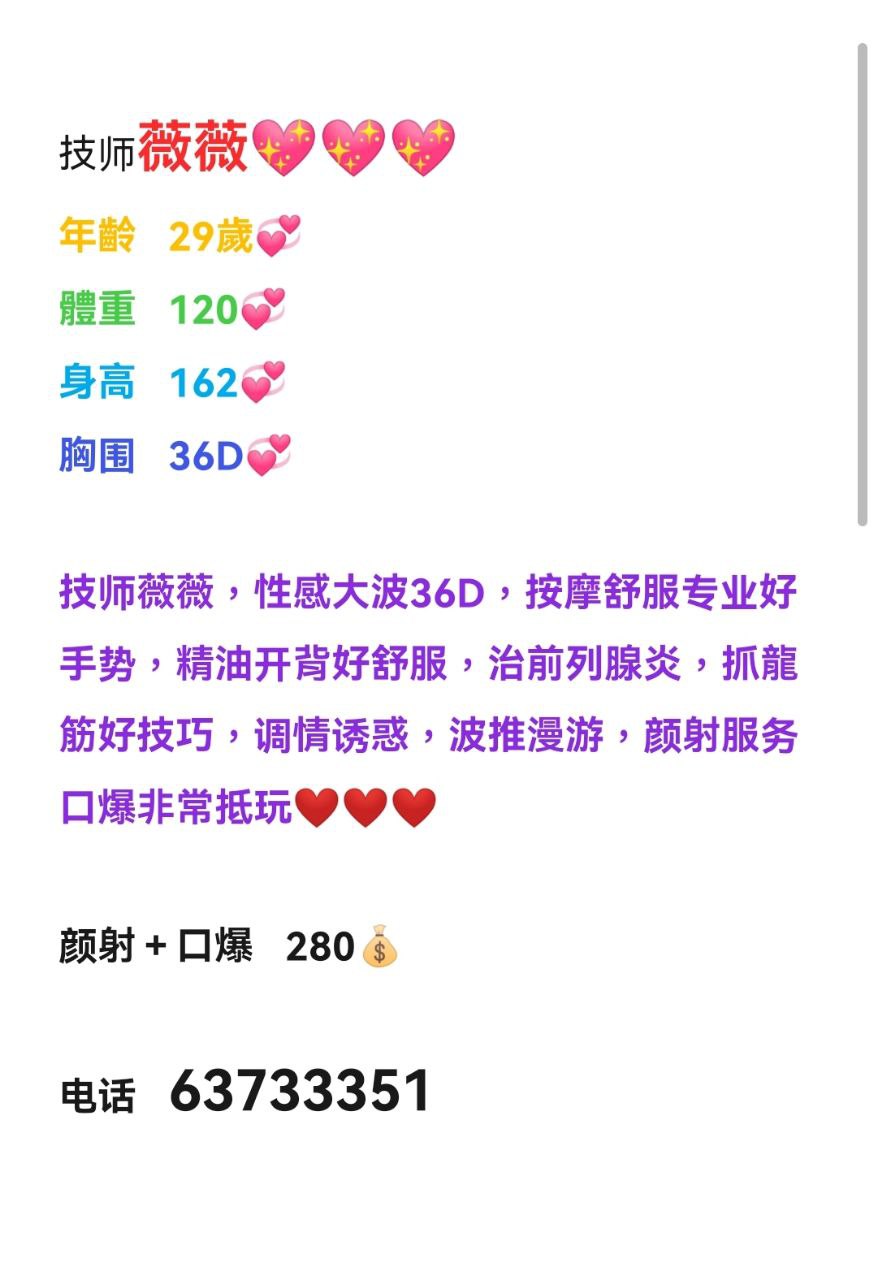 技师薇薇💖💖💖
年齡 29歲💞
體重 120💞
身高 162💞
胸围 36D💞
技师薇薇，性感大波36D，按摩舒服专业好
手势，精油开背好舒服，治前列腺炎，抓龍
筋好技巧，调情诱惑，波推漫游，颜射服务
口爆非常抵玩❤️❤️❤️
颜射 + 口爆 280💰
电话 63733351